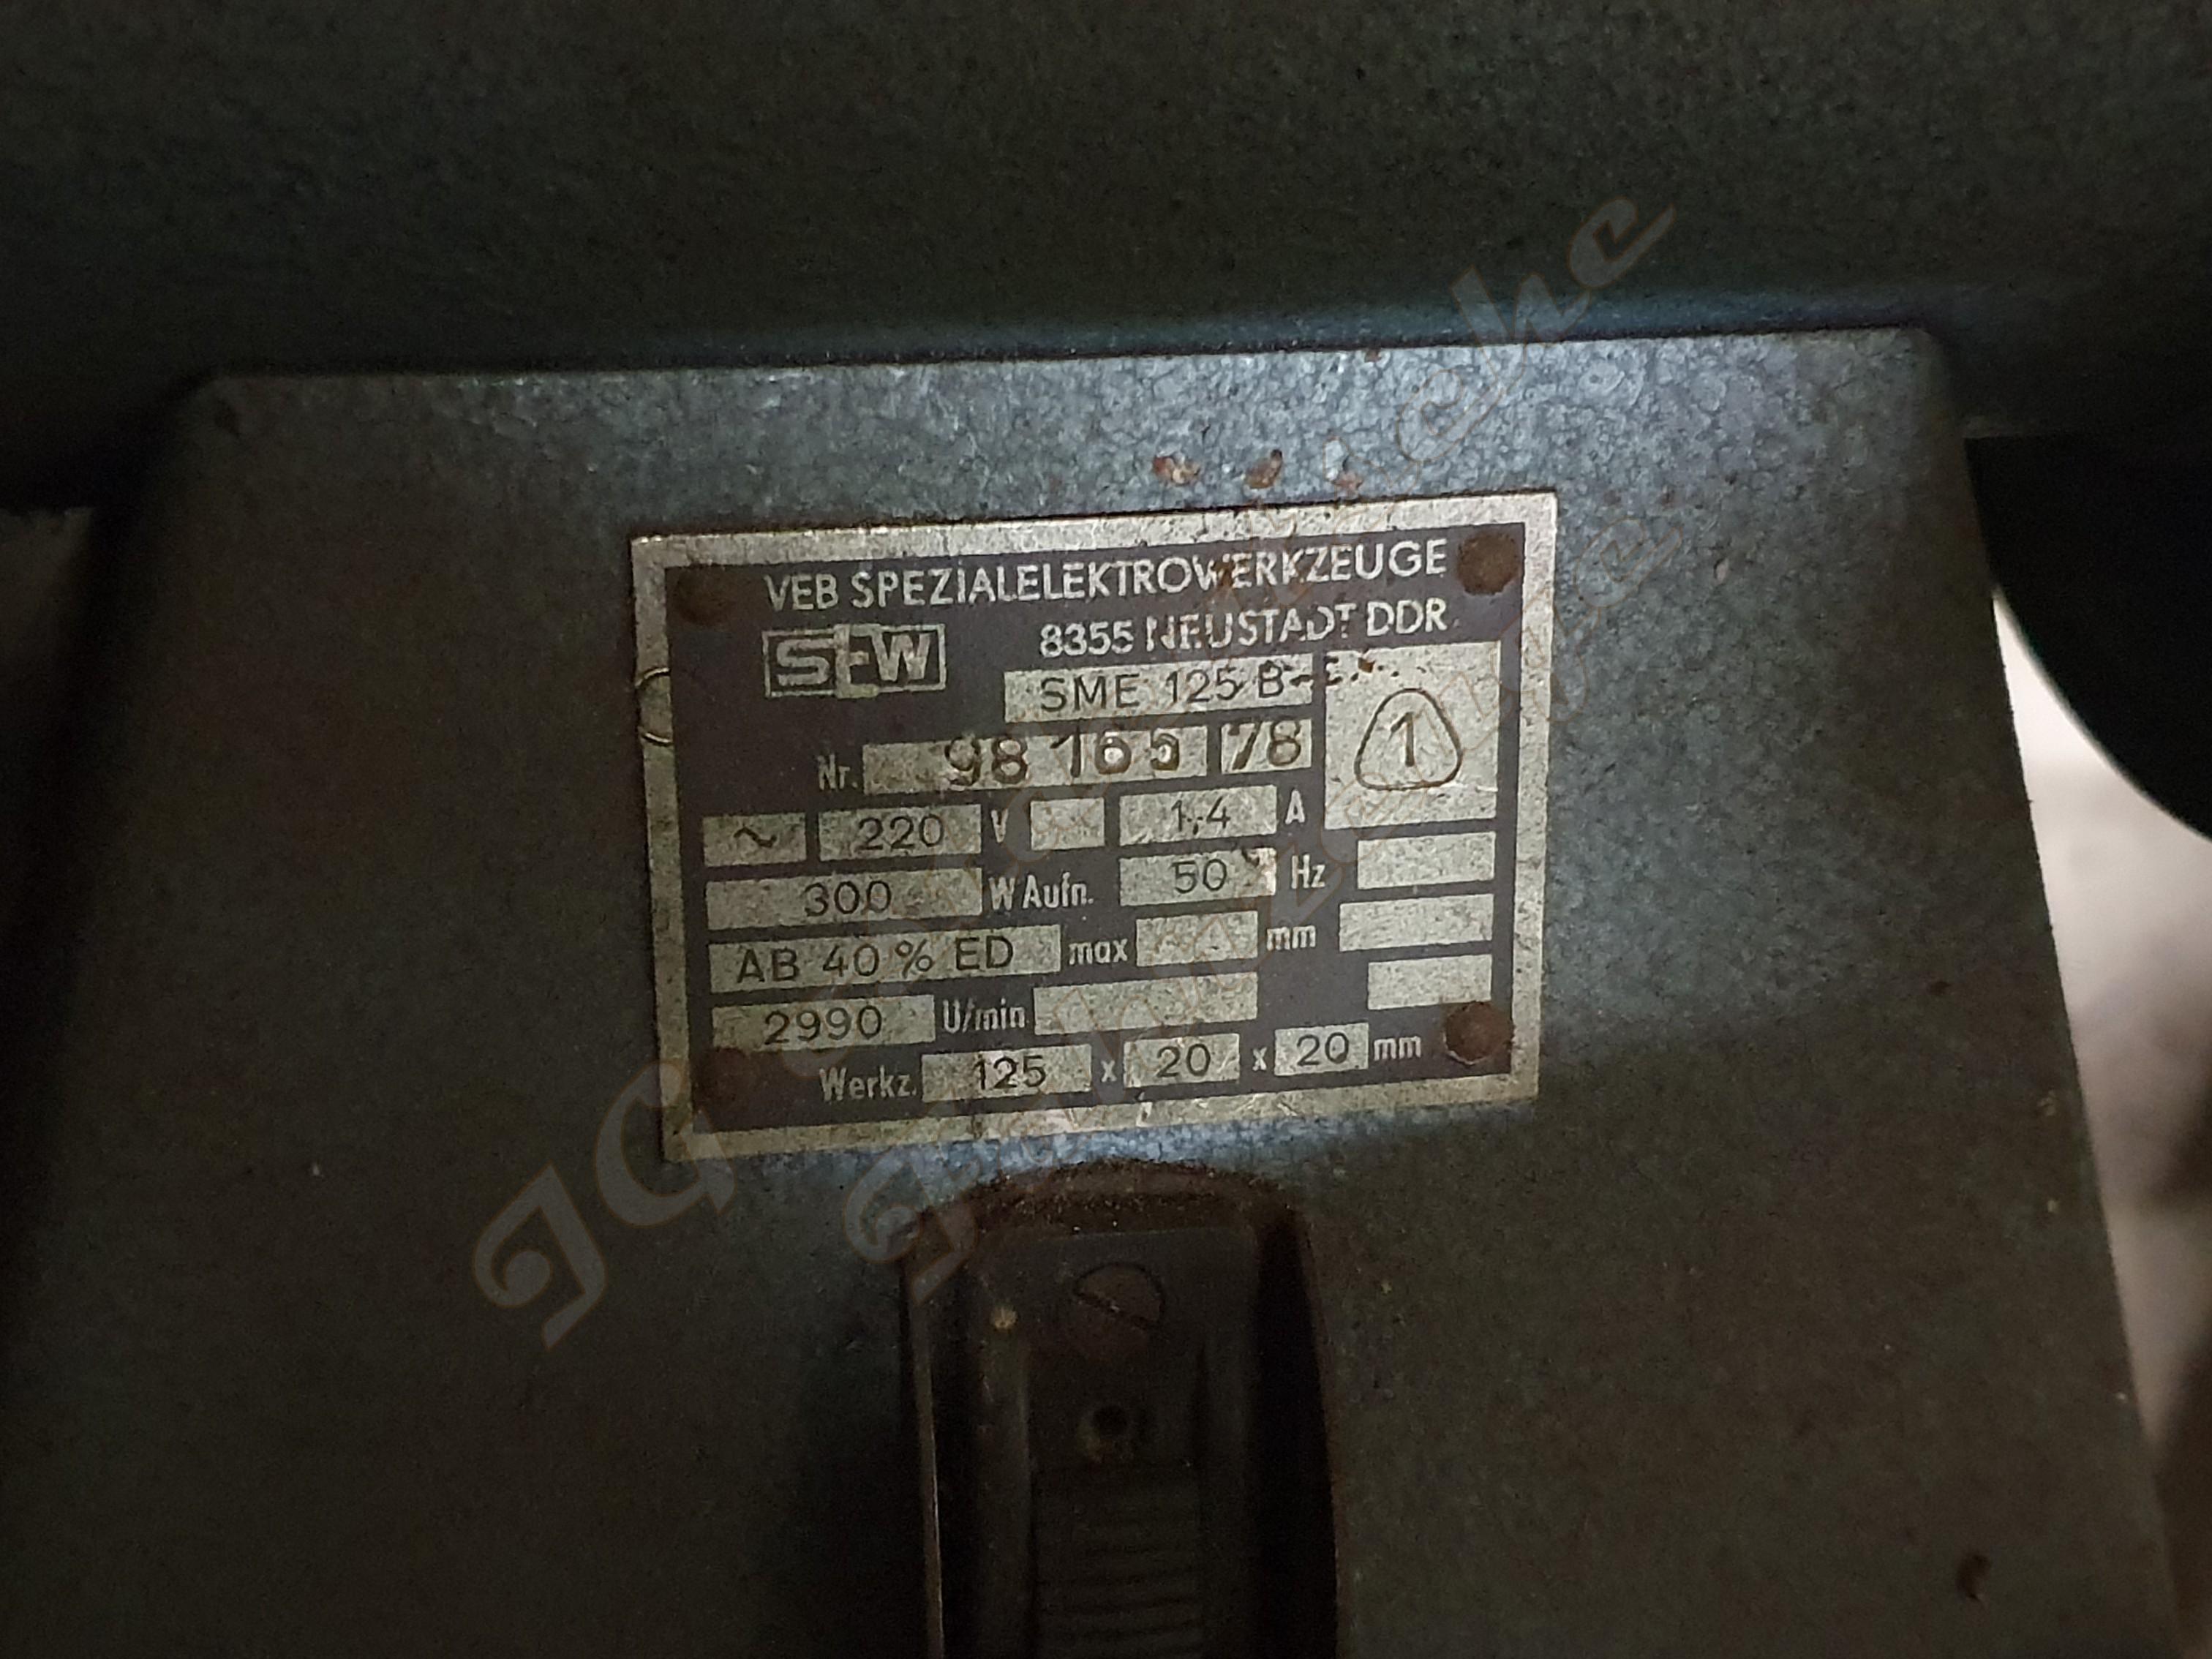 VEB SPEZIALELEKTROWERKZEUGE
SEW 8355 NEUSTADT DDR
SME 125 B
1
Nr. 98 165 78
~ 220 V 1,4 A
300 W Aufn. 50 Hz
AB 40 % ED max mm
2990 U/min
Werkz. 125 x 20 x 20 mm